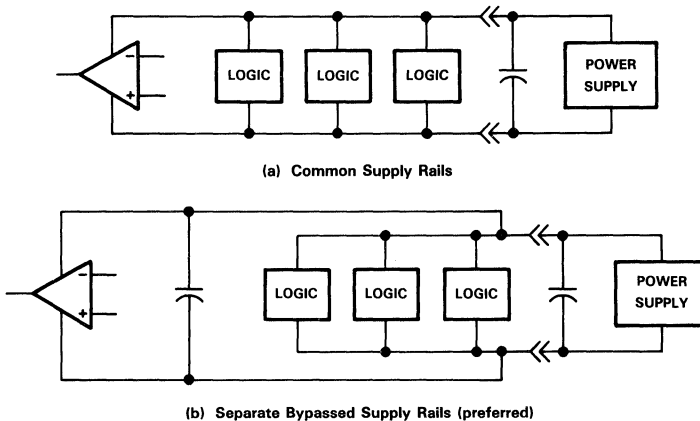 −
+
LOGIC LOGIC LOGIC
POWER
SUPPLY
(a) Common Supply Rails
−
+
LOGIC LOGIC LOGIC
POWER
SUPPLY
(b) Separate Bypassed Supply Rails (preferred)